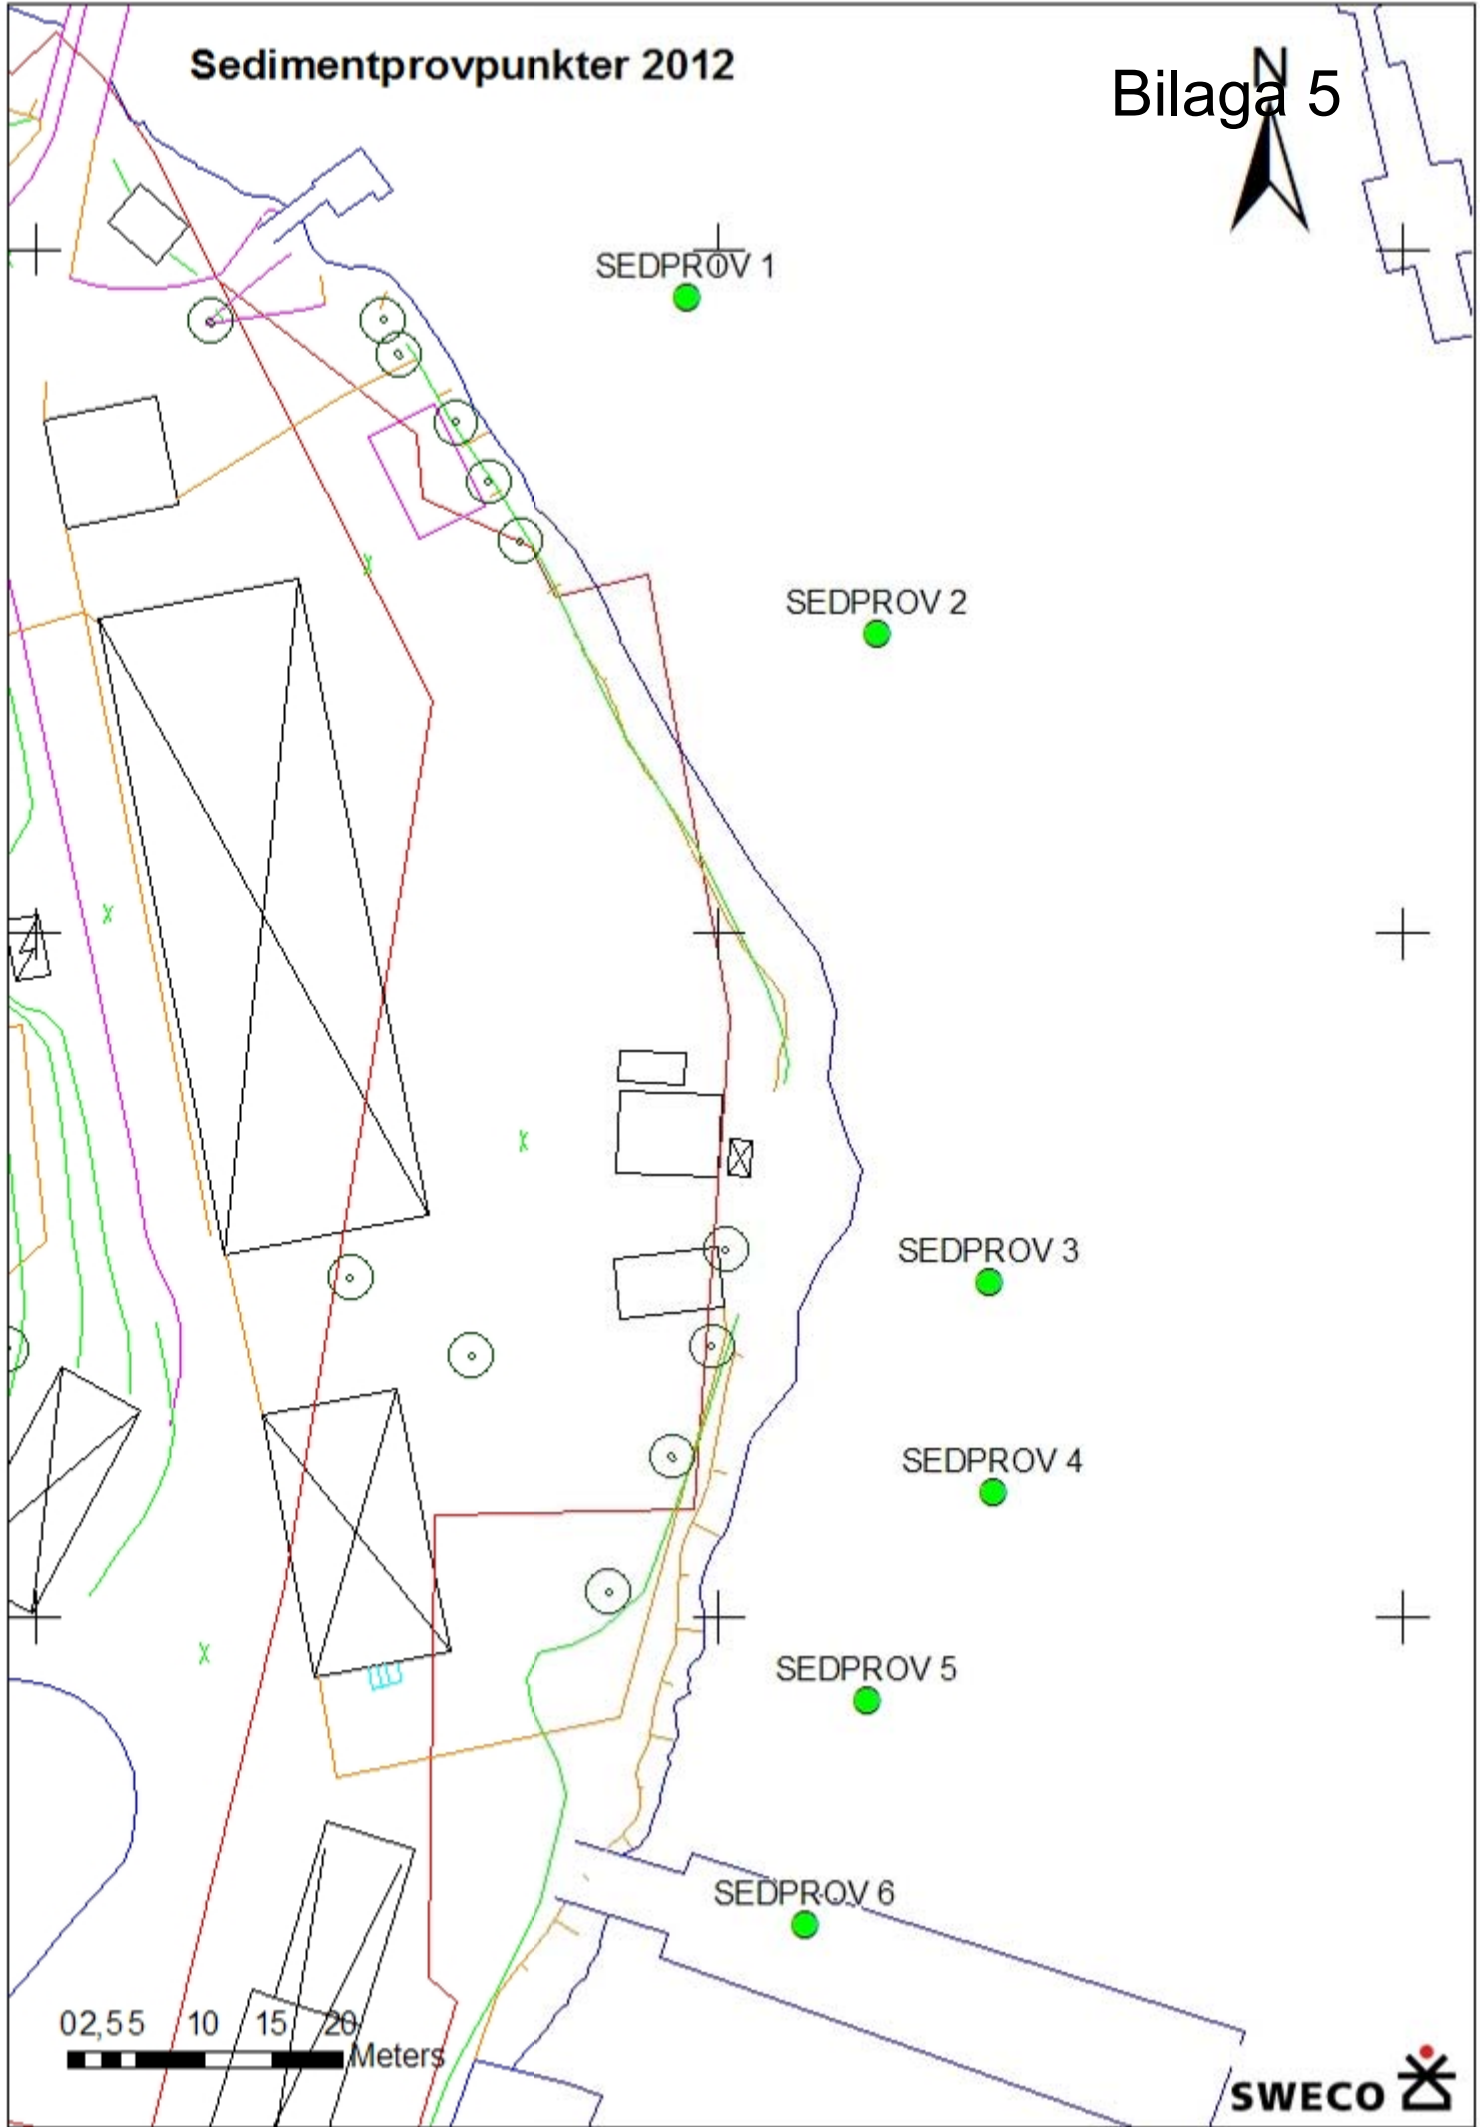 Sedimentprovpunkter 2012
N
Bilaga 5
SEDPROV 1
SEDPROV 2
SEDPROV 3
SEDPROV 4
SEDPROV 5
SEDPROV 6
0 2,5 5 10 15 20
Meters
SWECO